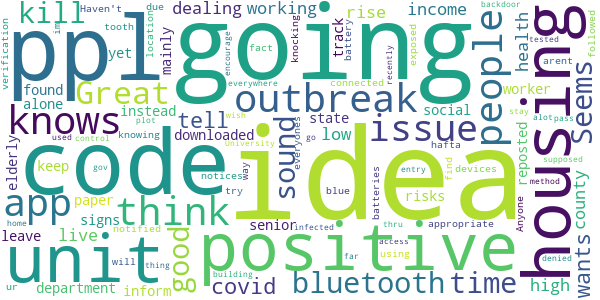 kill
dealing
working
rise
income
Haven't
tooth
due
location
verification
im
yet
mainly
knocking
track
battery
exposed
recently
backdoor
tested
arent
followed
ppl
going
people
health
housing
Seems
found
Great
encourage
fact
everywhere
connected
worker
alone
instead
outbreak
social
knows
tell
state
low
issue
everyones
elderly
downloaded
used
control
knowing
plot
wish
University
go
hafta
stay
alot
pass
code
idea
sound
reposted
county
keep
paper
gov
notices
way
try
blue
batteries
risks
find
devices
entry
method
supposed
app
signs
notified
think
senior
infected
access
using
appropriate
Anyone
wants
denied
leave
live
home
will
thing
good
positive
far
thru
unit
covid
bluetooth
time
high
ur
department
inform
building